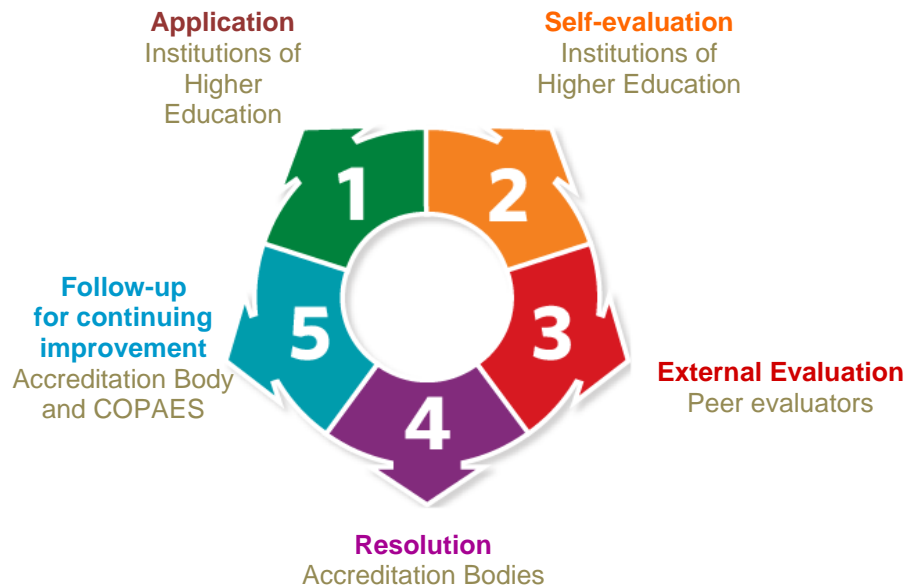 Application
Institutions of
Higher
Education
Self-evaluation
Institutions of
Higher Education
1
2
3
4
5
Follow-up
for continuing
improvement
Accreditation Body
and COPAES
External Evaluation
Peer evaluators
Resolution
Accreditation Bodies